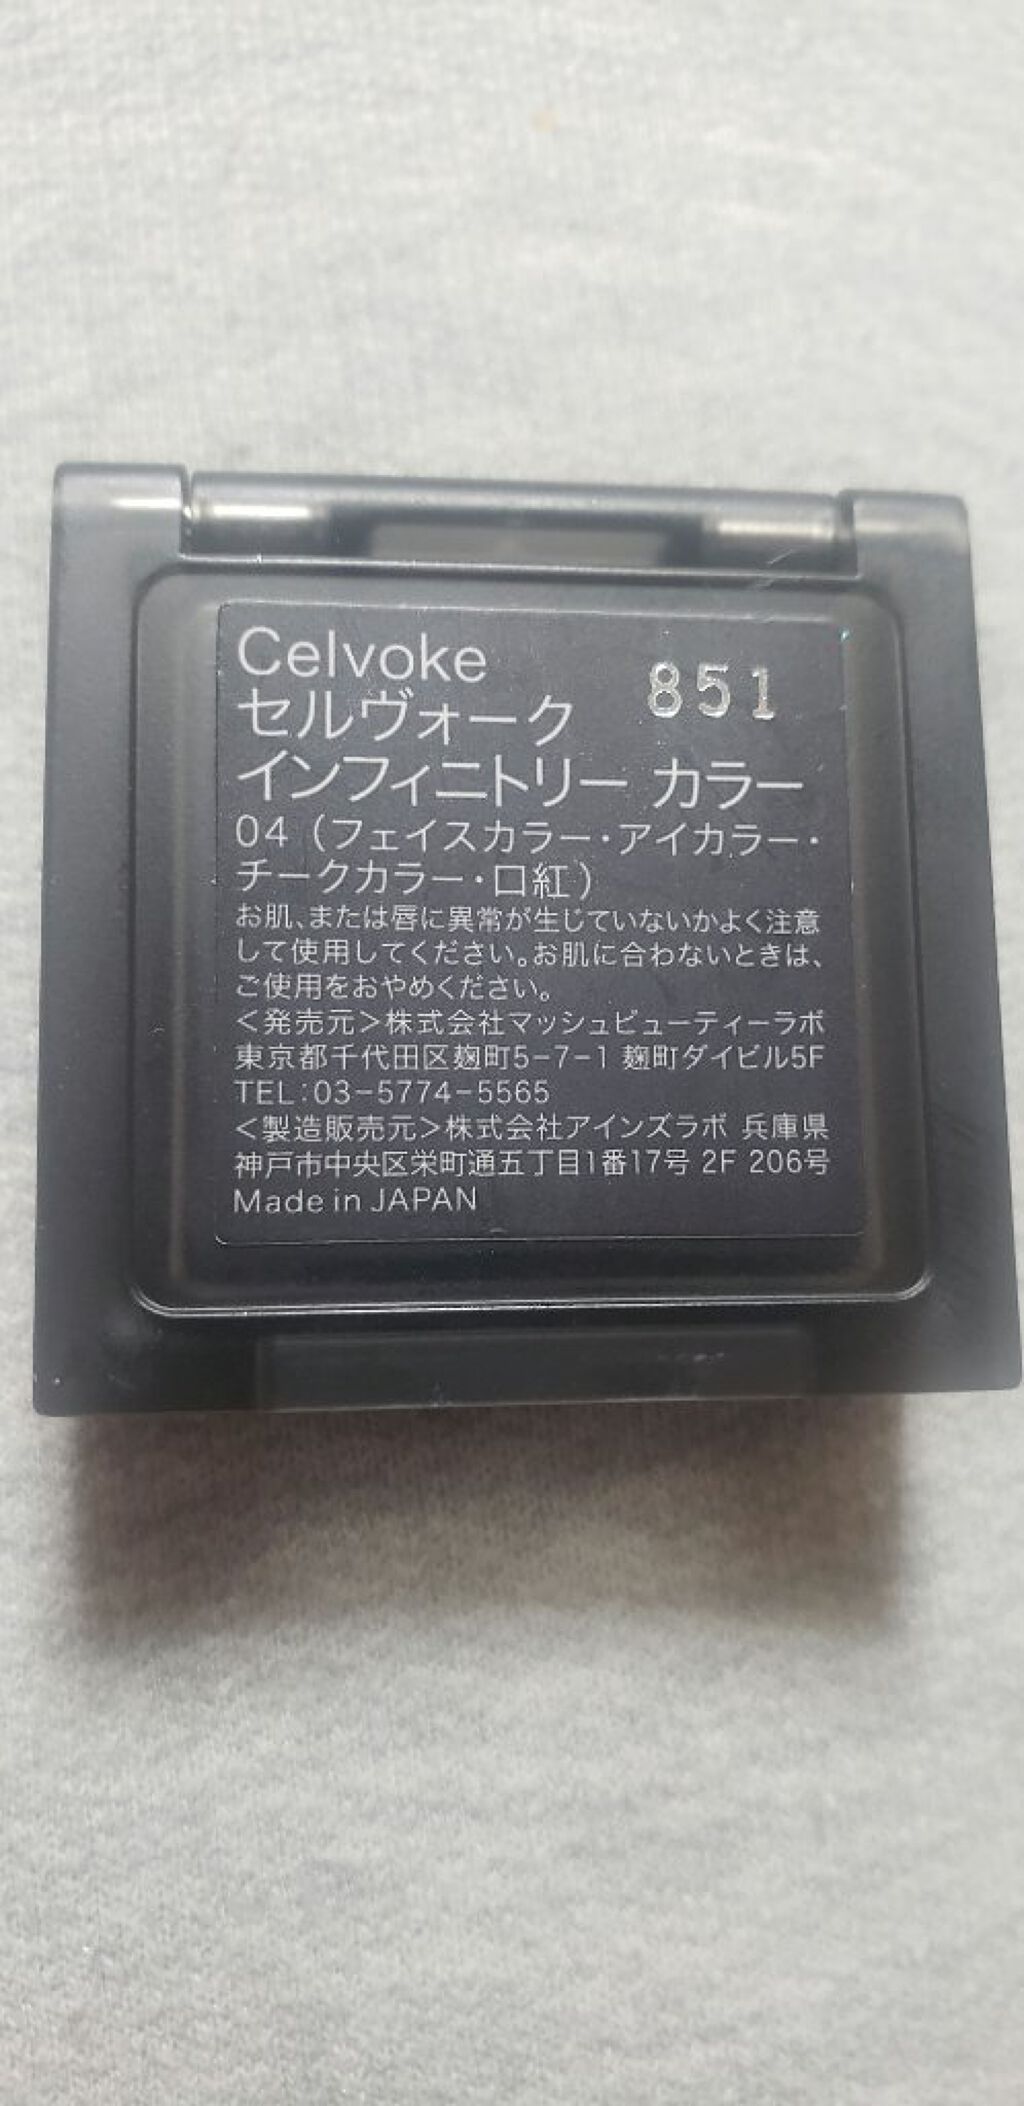 Celvoke
851
セルヴォーク
インフィニトリー カラー
04 (フェイスカラー・アイカラー・
チークカラー・口紅)
お肌、または唇に異常が生じていないかよく注意
して使用してください。お肌に合わないときは、
ご使用をおやめください。
<発売元>株式会社マッシュビューティーラボ
東京都千代田区麹町5-7-1 麹町ダイビル5F
TEL:03-5774-5565
<製造販売元>株式会社アインズラボ 兵庫県
神戸市中央区栄町通五丁目1番17号 2F 206号
Made in JAPAN